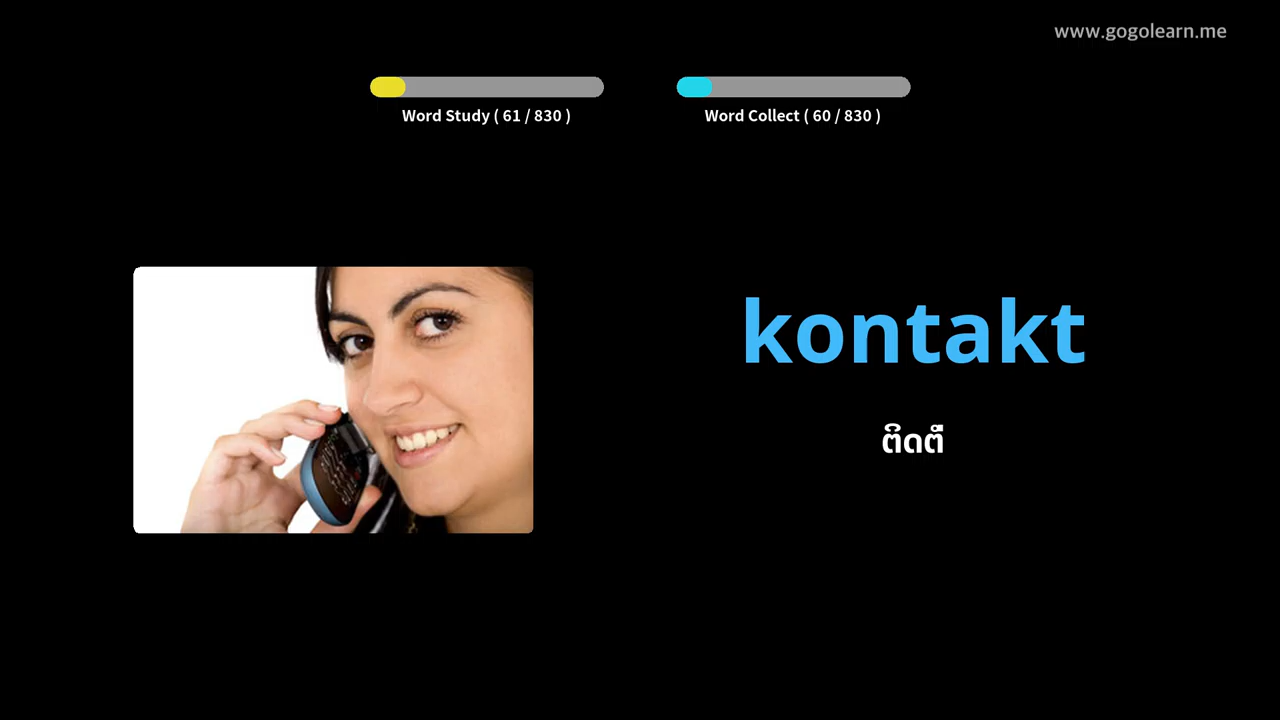 www.gogolearn.me
Word Study ( 61 / 830 )
Word Collect ( 60 / 830 )
kontakt
ຕິດຕໍ່